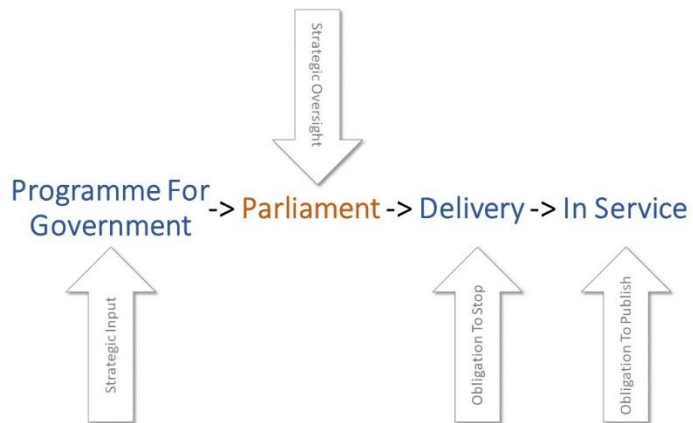 Strategic Oversight
Programme For
Government
-> Parliament -> Delivery -> In Service
Strategic Input
Obligation To Stop
Obligation To Publish